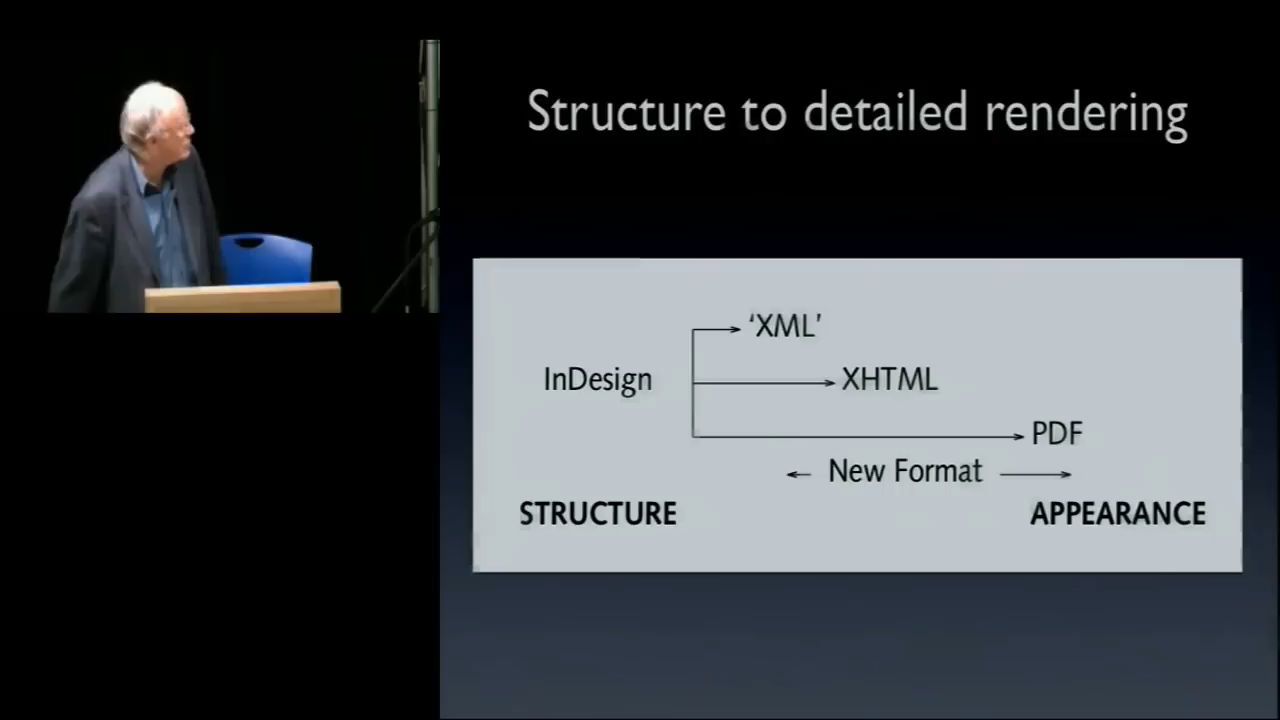 Structure to detailed rendering
‘XML’
InDesign
XHTML
PDF
New Format
STRUCTURE
APPEARANCE